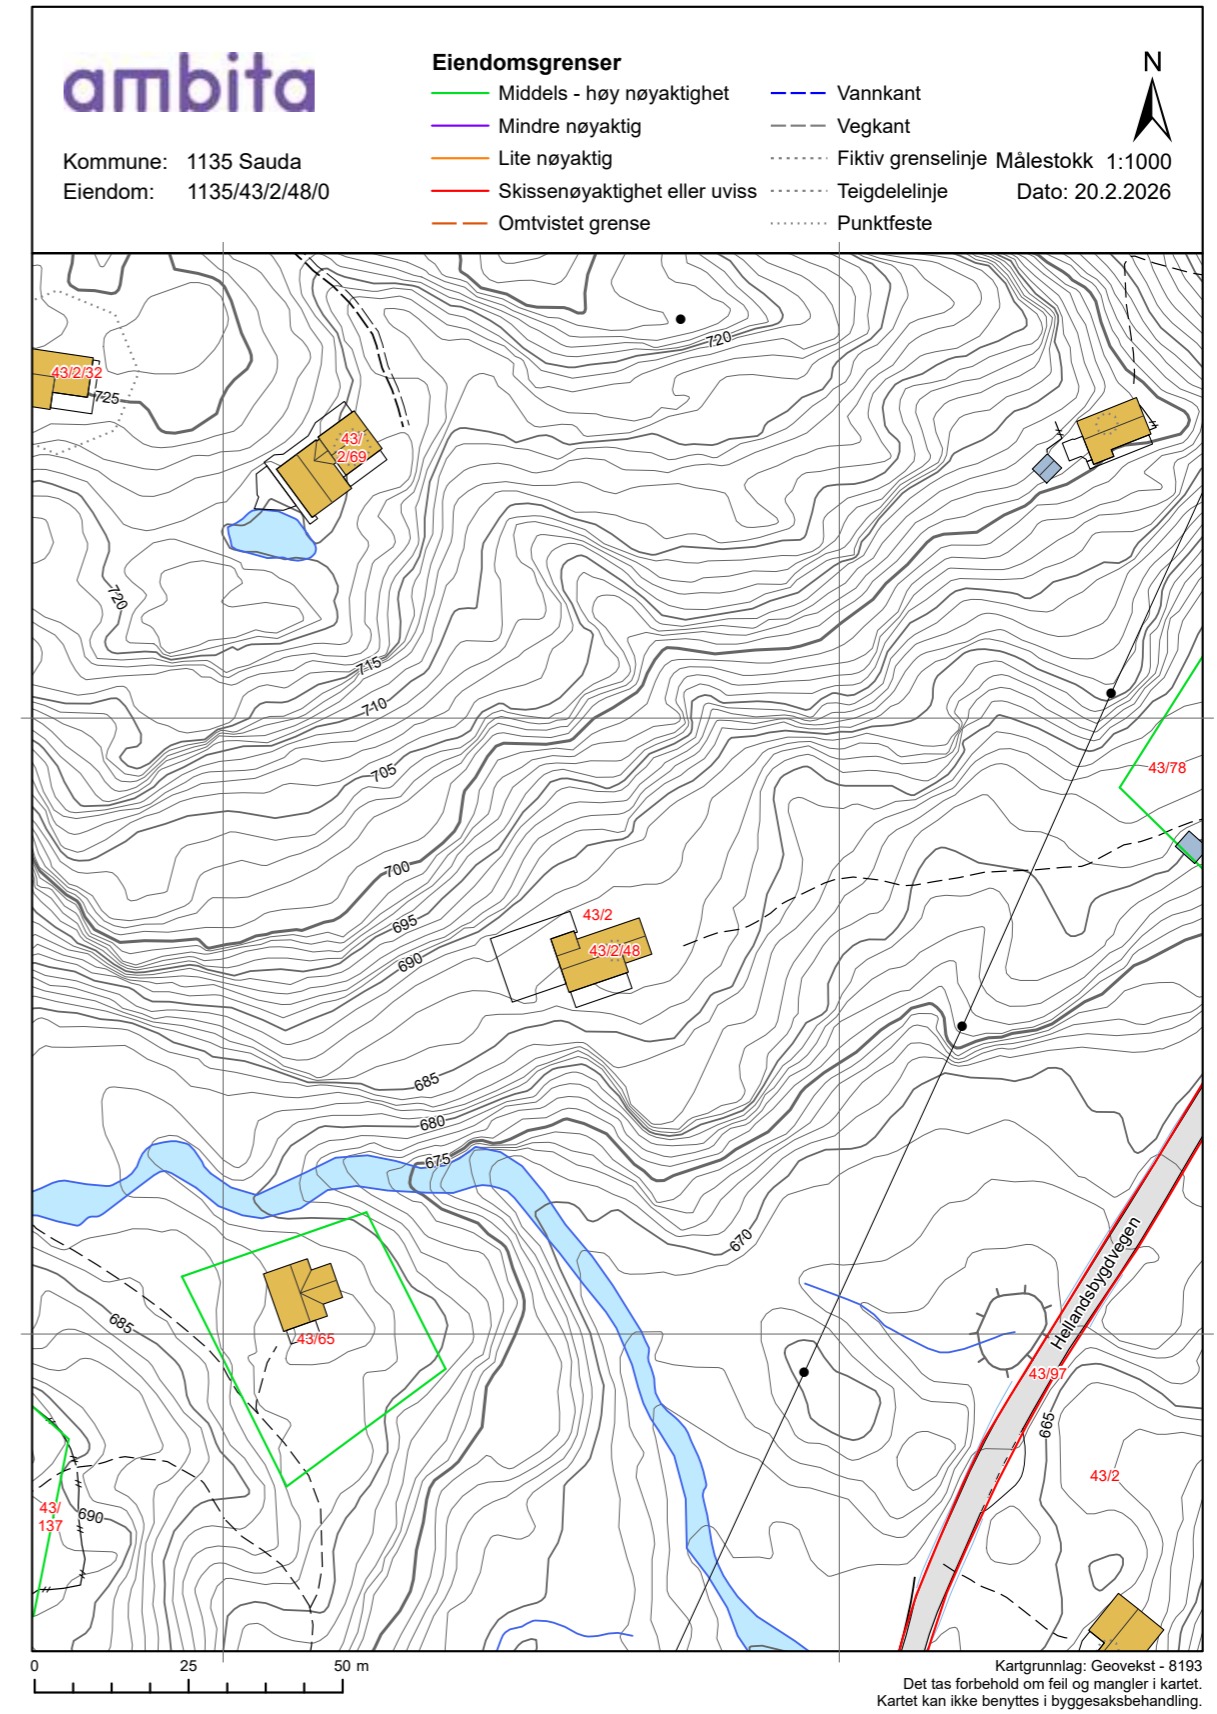 ambita
Kommune: 1135 Sauda
Eiendom: 1135/43/2/48/0
Eiendomsgrenser
Middels - høy nøyaktighet
Mindre nøyaktig
Lite nøyaktig
Skissenøyaktighet eller uviss
Omtvistet grense
Vannkant
Vegkant
Fiktiv grenselinje
Teigdelelinje
Punktfeste
N
Målestokk 1:1000
Dato: 20.2.2026
720
43/2/32
725
43/
2/69
720
715
710
705
43/78
700
695
690
43/2
43/2/48
685
680
675
670
Hellandsbygdvegen
685
43/65
43/97
665
43/2
690
43/
137
0 25 50 m
Kartgrunnlag: Geovekst - 8193
Det tas forbehold om feil og mangler i kartet.
Kartet kan ikke benyttes i byggesaksbehandling.